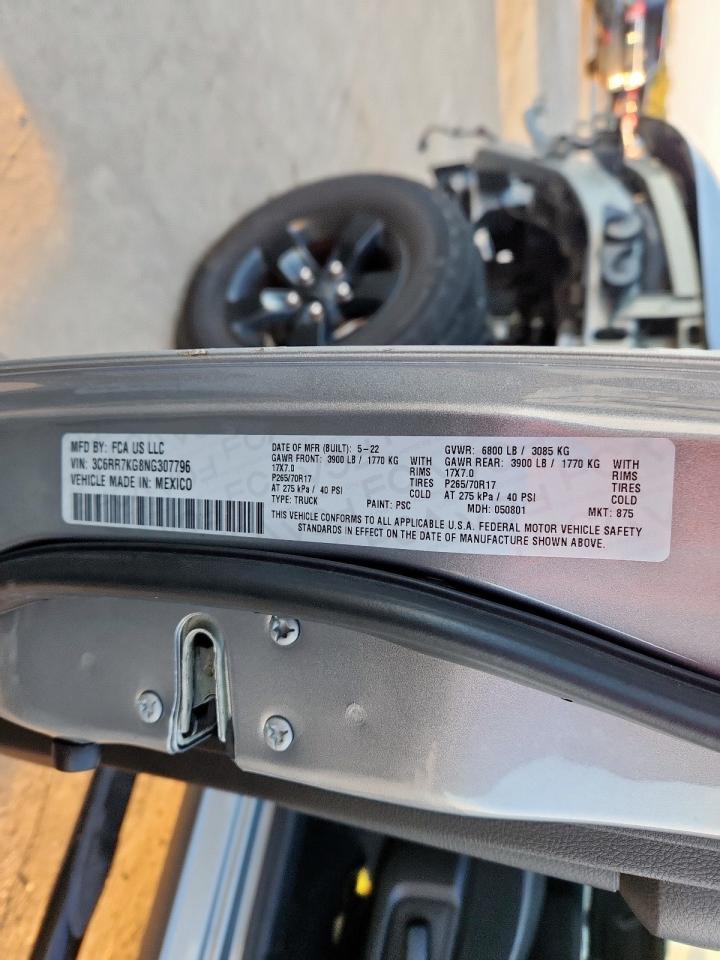 MFD BY: FCA US LLC
VIN: 3C6RR7KG8NG307796
VEHICLE MADE IN: MEXICO
DATE OF MFR (BUILT): 5-22
GAWR FRONT: 3900 LB / 1770 KG WITH
17X7.0 RIMS
P265/70R17 TIRES
AT 275 kPa / 40 PSI COLD
TYPE: TRUCK PAINT: PSC
GVWR: 6800 LB / 3085 KG
GAWR REAR: 3900 LB / 1770 KG WITH
17X7.0 RIMS
P265/70R17 TIRES
AT 275 kPa / 40 PSI COLD
MDH: 050801 MKT: 875
THIS VEHICLE CONFORMS TO ALL APPLICABLE U.S.A. FEDERAL MOTOR VEHICLE SAFETY
STANDARDS IN EFFECT ON THE DATE OF MANUFACTURE SHOWN ABOVE.